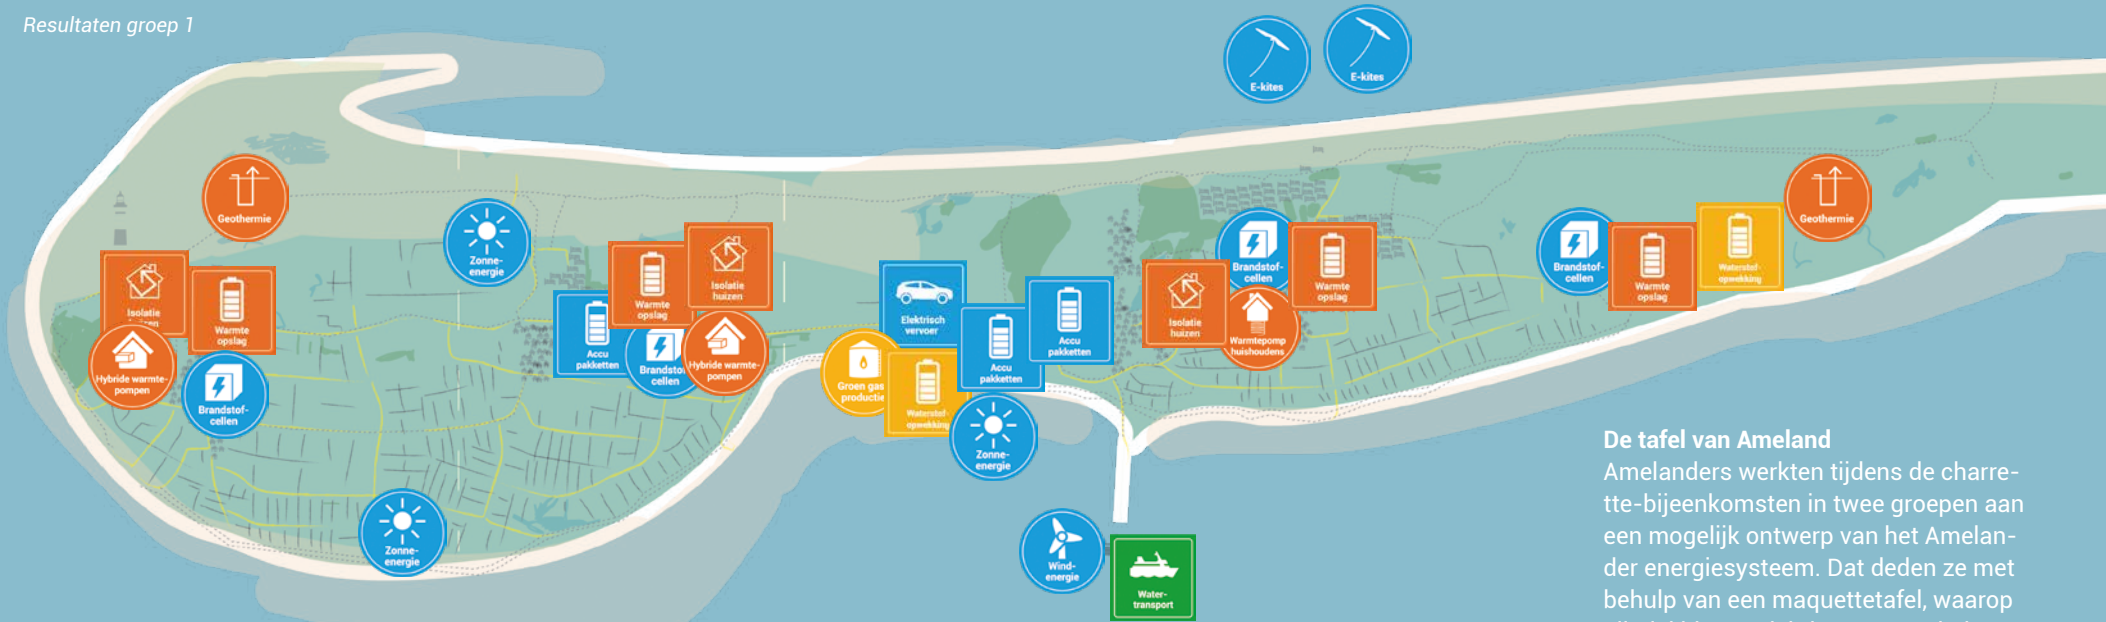 Resultaten groep 1
E-kites
E-kites
Geothermie
Zonne-
energie
Isolatie
Warmte
opslag
Hybride warmte-
pompen
Brandstof-
cellen
Zonne-
energie
Accu
pakketten
Warmte
opslag
Isolatie
huizen
cellen
Hybride warmte-
pompen
Elektrisch
vervoer
Accu
pakketten
Accu
pakketten
Groen gas
productie
Waterstof-
opwekking
Zonne-
energie
Wind-
energie
Water-
transport
Brandstof-
cellen
Warmte
opslag
Isolatie
huizen
Warmtepomp
huishoudens
Brandstof-
cellen
Warmte
opslag
Waterstof-
opwekking
Geothermie
De tafel van Ameland
Amelanders werkten tijdens de charre-
tte-bijeenkomsten in twee groepen aan
een mogelijk ontwerp van het Amelan-
der energiesysteem. Dat deden ze met
behulp van een maquettetafel, waarop